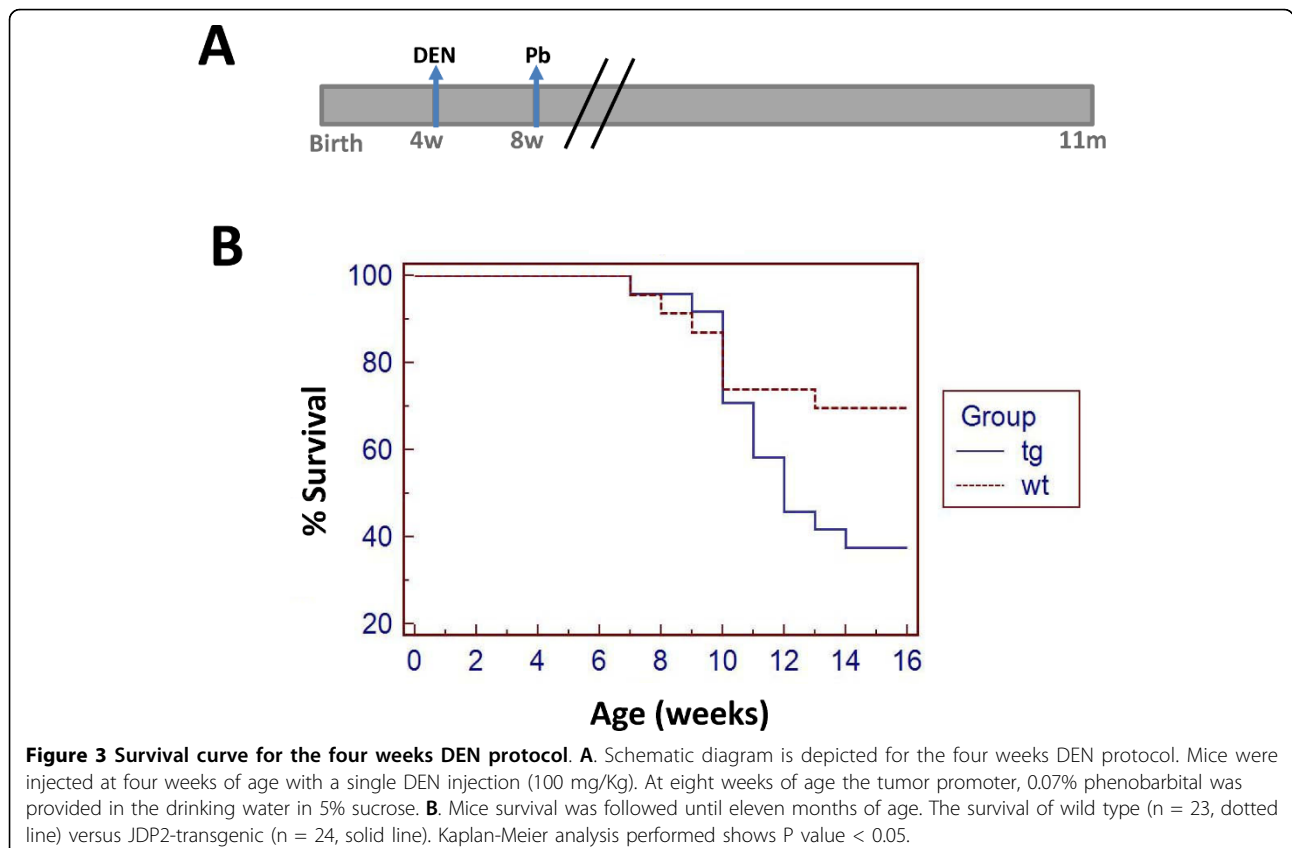 A
DEN Pb
Birth 4w 8w 11m
B
100
80
60
40
20
% Survival
0 2 4 6 8 10 12 14 16
Age (weeks)
Group
tg
wt
Figure 3 Survival curve for the four weeks DEN protocol. A. Schematic diagram is depicted for the four weeks DEN protocol. Mice were
injected at four weeks of age with a single DEN injection (100 mg/Kg). At eight weeks of age the tumor promoter, 0.07% phenobarbital was
provided in the drinking water in 5% sucrose. B. Mice survival was followed until eleven months of age. The survival of wild type (n = 23, dotted
line) versus JDP2-transgenic (n = 24, solid line). Kaplan-Meier analysis performed shows P value < 0.05.